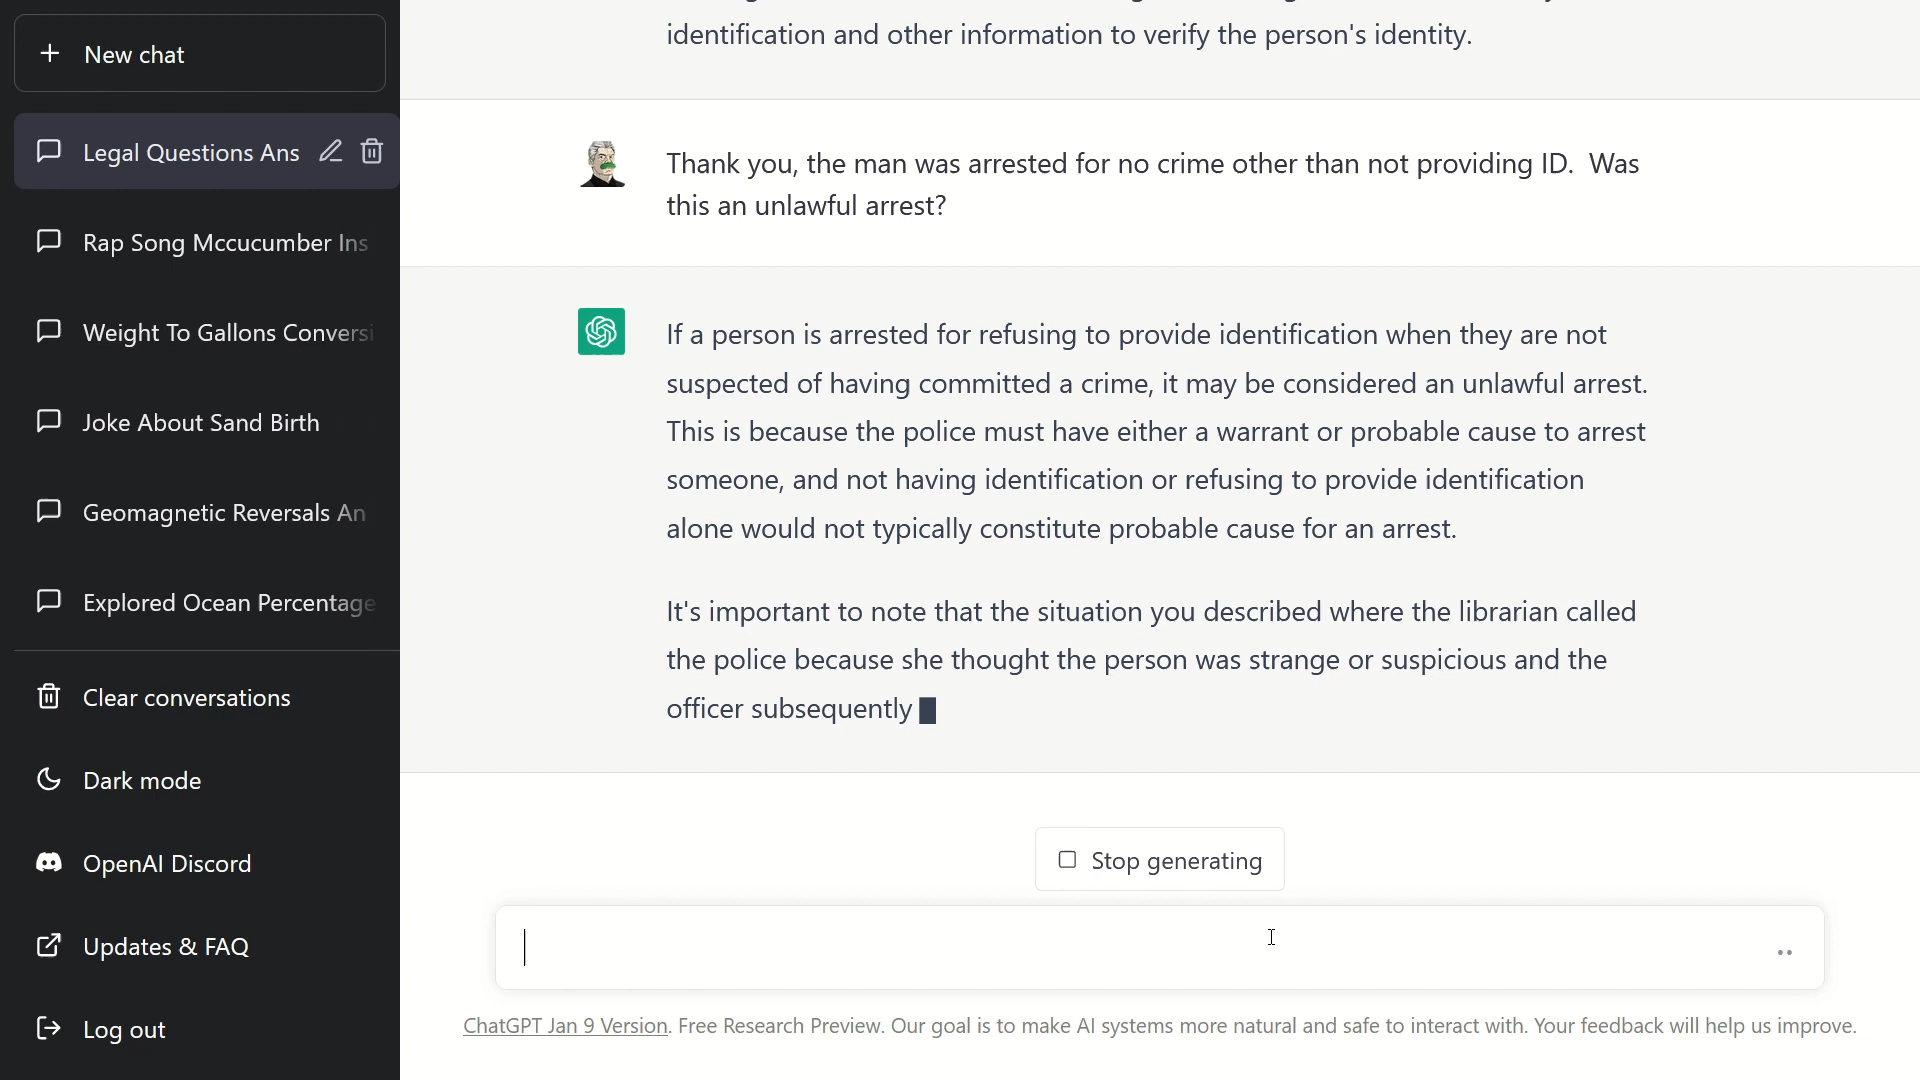 New chat
Legal Questions Ans
Rap Song Mccucumber Ins
Weight To Gallons Conversi
Joke About Sand Birth
Geomagnetic Reversals An
Explored Ocean Percentage
Clear conversations
Dark mode
OpenAI Discord
Updates & FAQ
Log out
identification and other information to verify the person's identity.
Thank you, the man was arrested for no crime other than not providing ID.  Was
this an unlawful arrest?
If a person is arrested for refusing to provide identification when they are not
suspected of having committed a crime, it may be considered an unlawful arrest.
This is because the police must have either a warrant or probable cause to arrest
someone, and not having identification or refusing to provide identification
alone would not typically constitute probable cause for an arrest.
It's important to note that the situation you described where the librarian called
the police because she thought the person was strange or suspicious and the
officer subsequently
Stop generating
ChatGPT Jan 9 Version. Free Research Preview. Our goal is to make AI systems more natural and safe to interact with. Your feedback will help us improve.